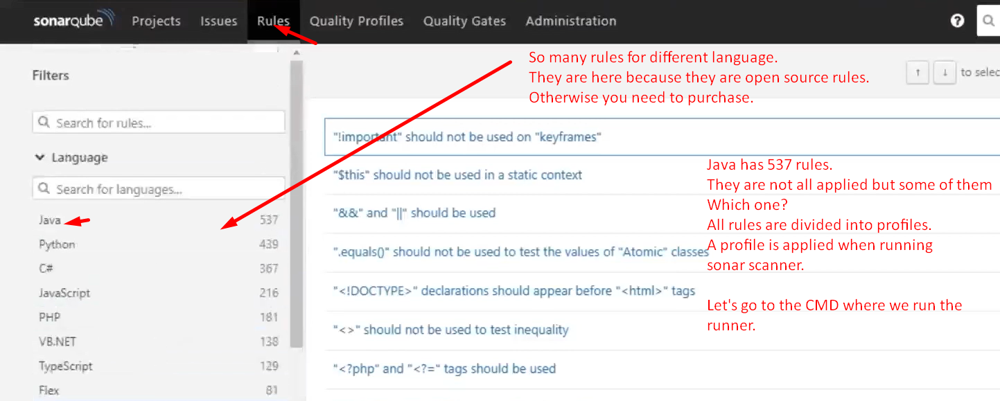 sonarqube Projects Issues Rules Quality Profiles Quality Gates Administration ?
So many rules for different language.
They are here because they are open source rules.
Otherwise you need to purchase.
Filters
↑ ↓ to selec
Search for rules...
Language
Search for languages...
Java 537
Python 439
C# 367
JavaScript 216
PHP 181
VB.NET 138
TypeScript 129
Flex 81
"!important" should not be used on "keyframes"
"$this" should not be used in a static context
"&&" and "||" should be used
".equals()" should not be used to test the values of "Atomic" classes
"<!DOCTYPE>" declarations should appear before "<html>" tags
"<>" should not be used to test inequality
"<?php" and "<?=" tags should be used
Java has 537 rules.
They are not all applied but some of them
Which one?
All rules are divided into profiles.
A profile is applied when running
sonar scanner.
Let's go to the CMD where we run the
runner.